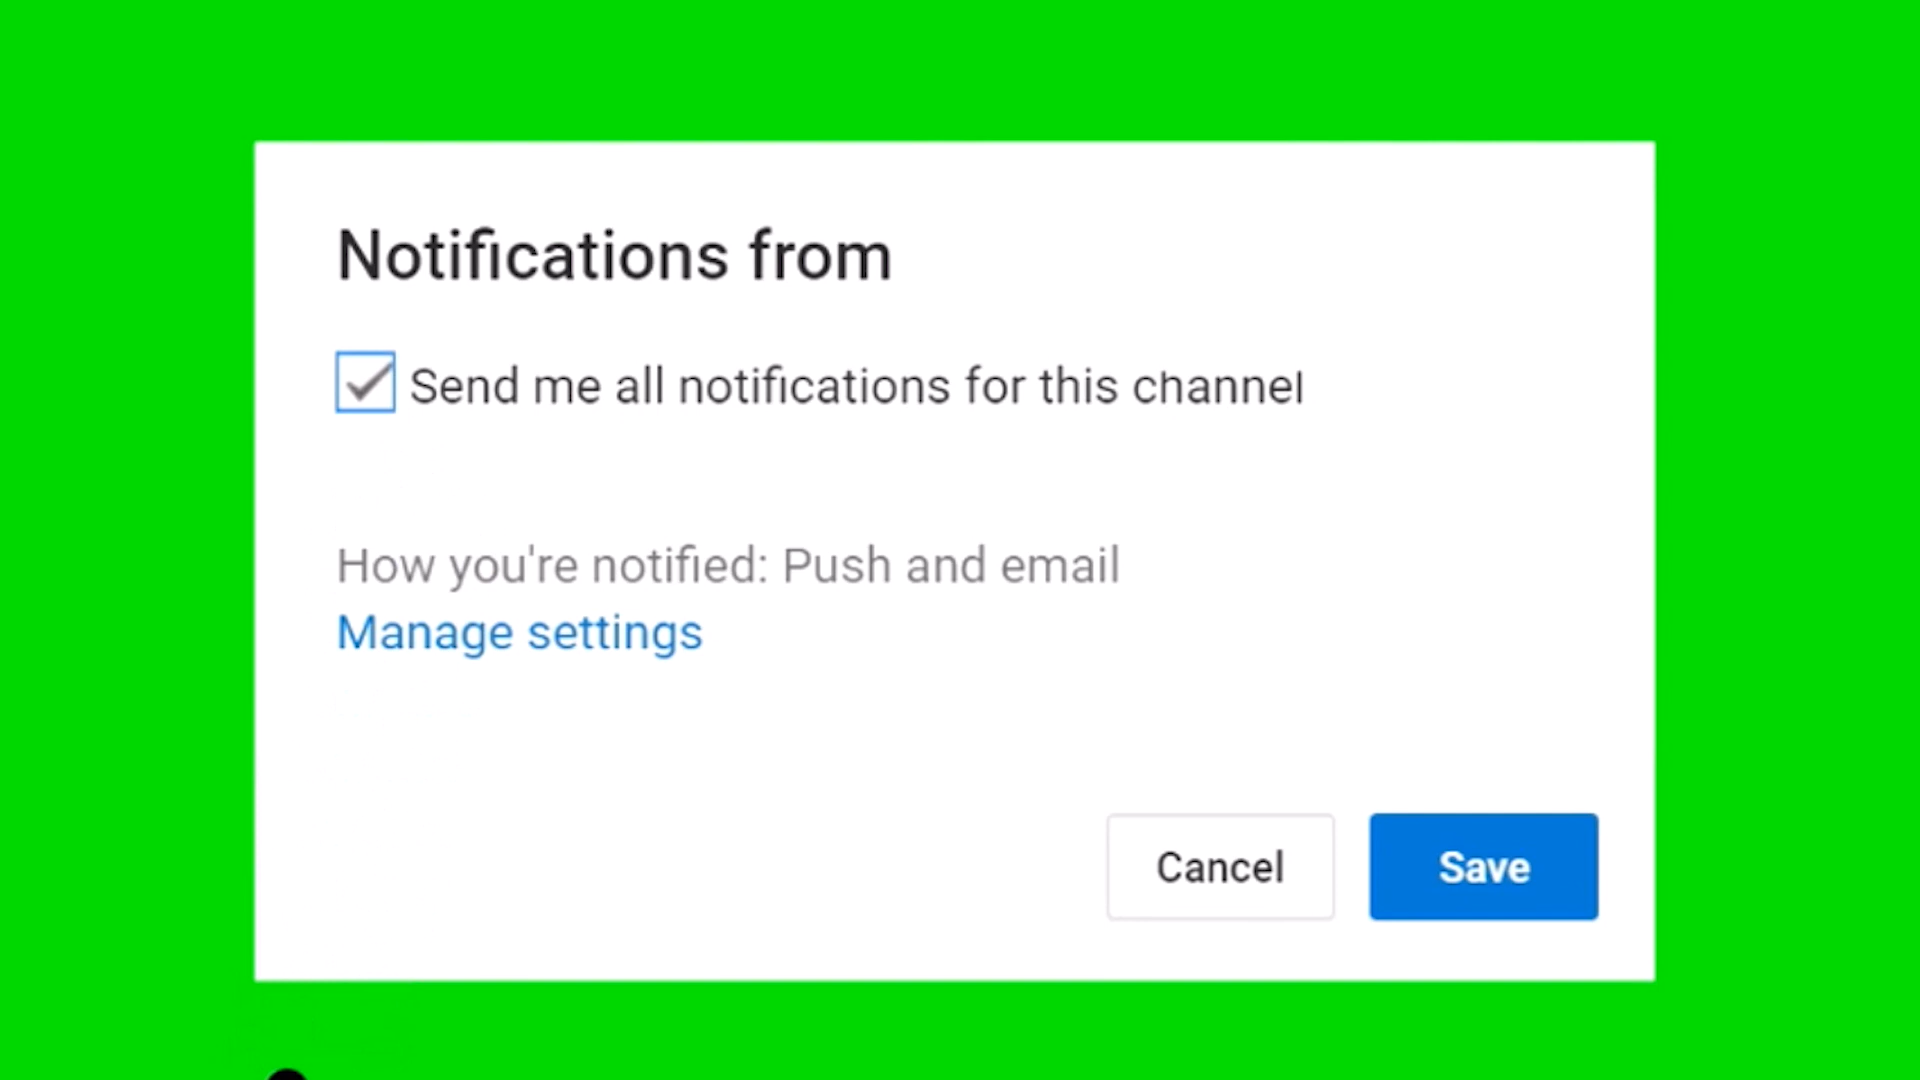 Notifications from
Send me all notifications for this channel
How you're notified: Push and email
Manage settings
Cancel
Save